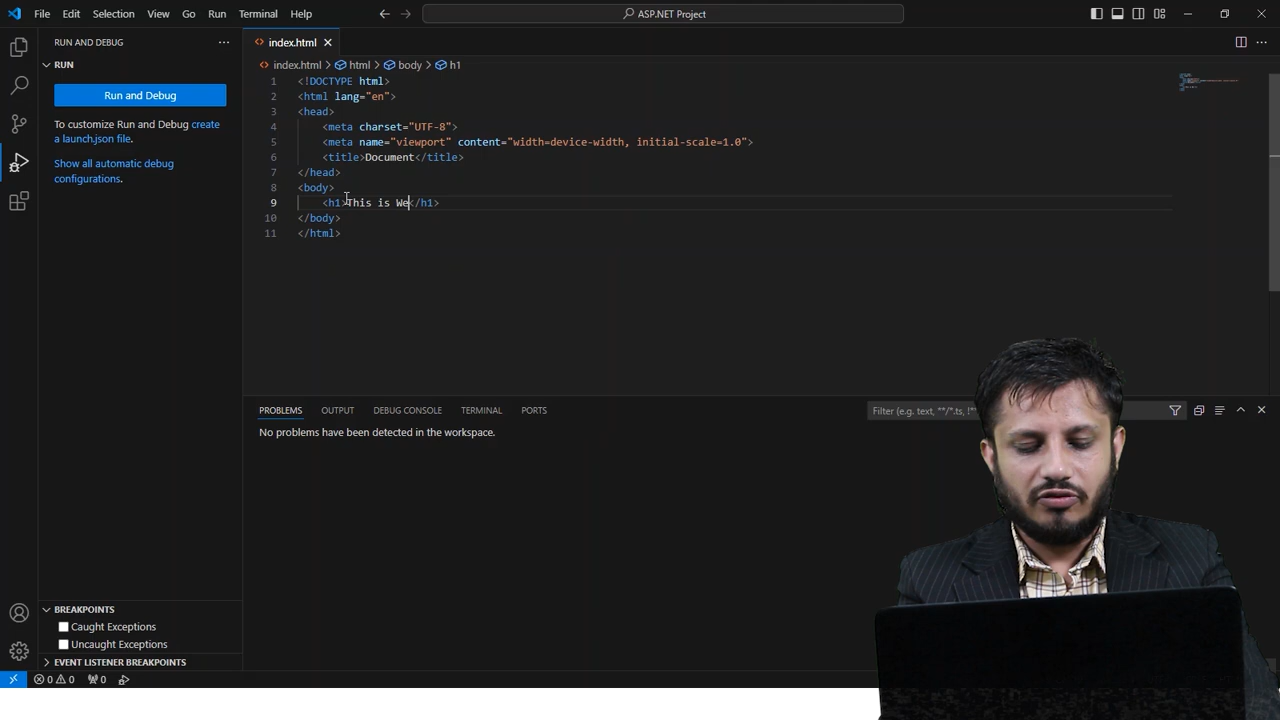 File Edit Selection View Go Run Terminal Help
ASP.NET Project
RUN AND DEBUG
index.html
RUN
index.html > html > body > h1
Run and Debug
To customize Run and Debug create
a launch.json file.
Show all automatic debug
configurations.
1 <!DOCTYPE html>
2 <html lang="en">
3 <head>
4 <meta charset="UTF-8">
5 <meta name="viewport" content="width=device-width, initial-scale=1.0">
6 <title>Document</title>
7 </head>
8 <body>
9 <h1>This is We</h1>
10 </body>
11 </html>
PROBLEMS OUTPUT DEBUG CONSOLE TERMINAL PORTS
Filter (e.g. text, **/*.ts, !*
No problems have been detected in the workspace.
BREAKPOINTS
Caught Exceptions
Uncaught Exceptions
EVENT LISTENER BREAKPOINTS
0 0 0